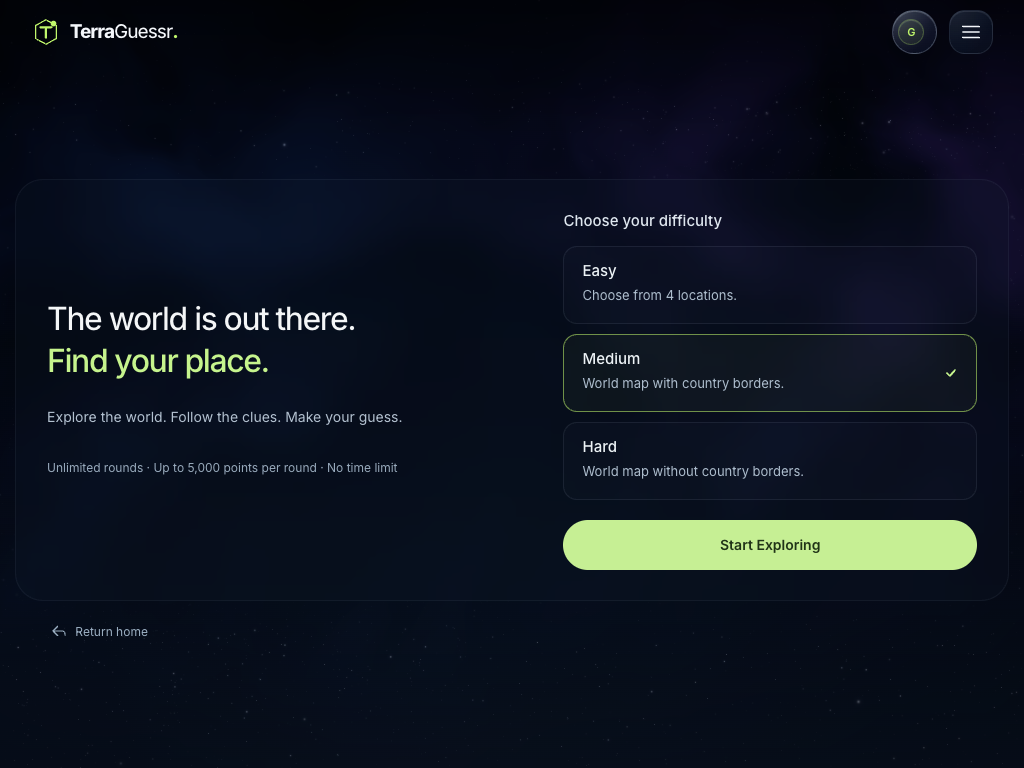 TerraGuessr.
G
The world is out there.
Find your place.
Explore the world. Follow the clues. Make your guess.
Unlimited rounds · Up to 5,000 points per round · No time limit
Choose your difficulty
Easy
Choose from 4 locations.
Medium
World map with country borders.
Hard
World map without country borders.
Start Exploring
Return home